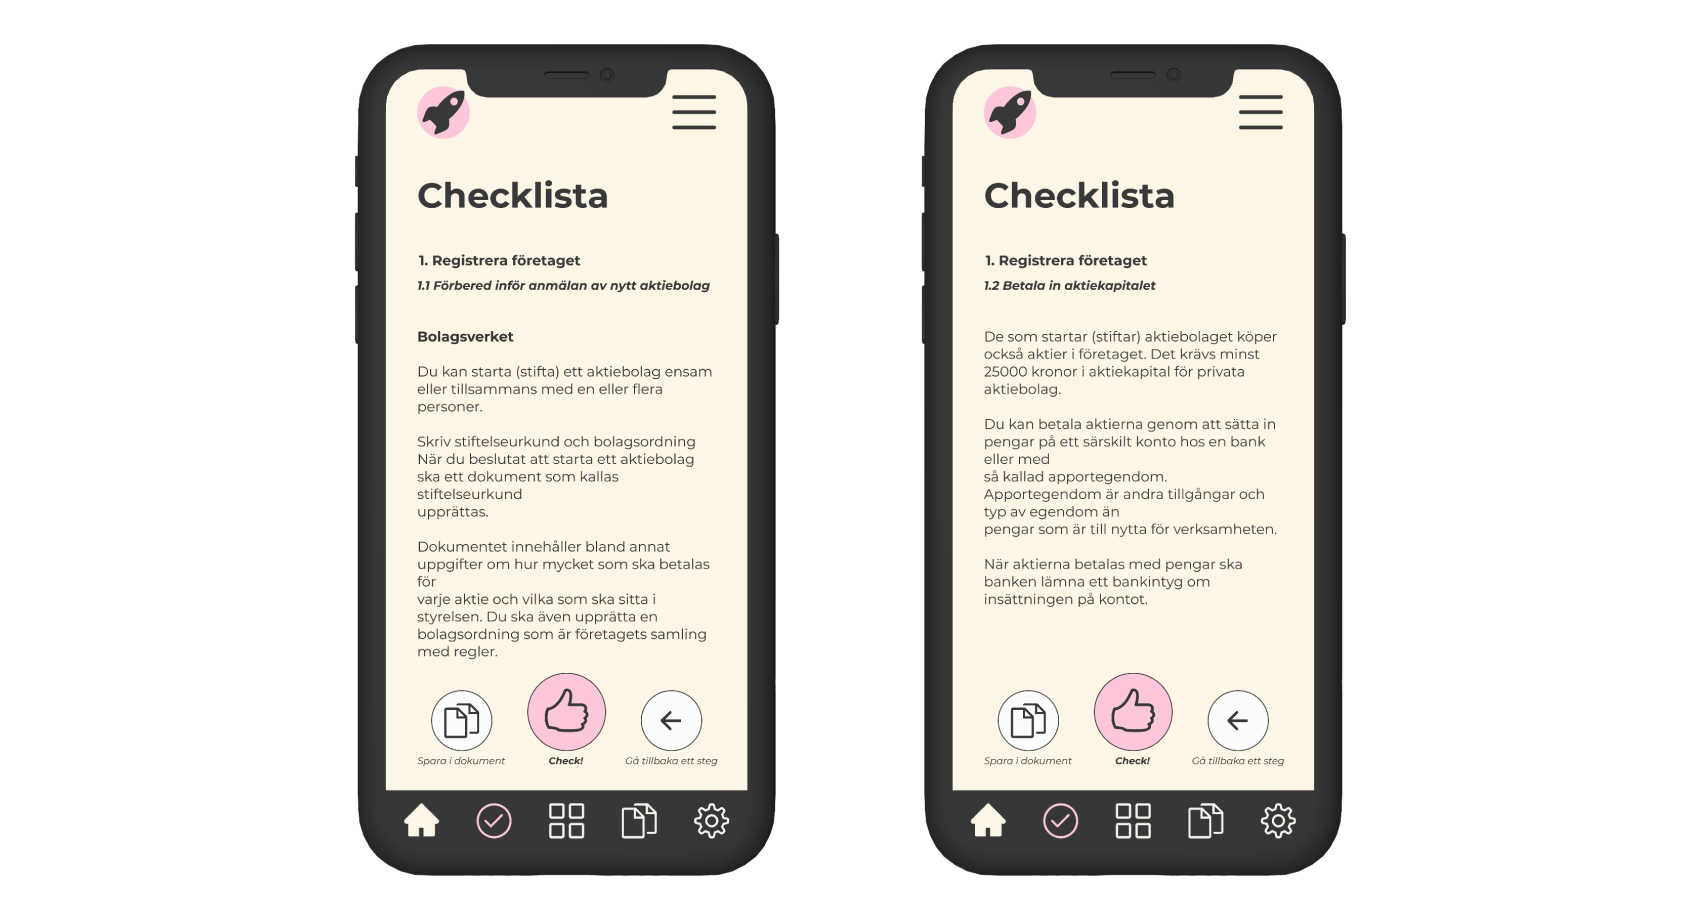 Checklista
1. Registrera företaget
1.1 Förbered inför anmälan av nytt aktiebolag
Bolagsverket
Du kan starta (stifta) ett aktiebolag ensam
eller tillsammans med en eller flera
personer.
Skriv stiftelseurkund och bolagsordning
När du beslutat att starta ett aktiebolag
ska ett dokument som kallas
stiftelseurkund
upprättas.
Dokumentet innehåller bland annat
uppgifter om hur mycket som ska betalas
för
varje aktie och vilka som ska sitta i
styrelsen. Du ska även upprätta en
bolagsordning som är företagets samling
med regler.
Spara i dokument
Check!
Gå tillbaka ett steg
Checklista
1. Registrera företaget
1.2 Betala in aktiekapitalet
De som startar (stiftar) aktiebolaget köper
också aktier i företaget. Det krävs minst
25000 kronor i aktiekapital för privata
aktiebolag.
Du kan betala aktierna genom att sätta in
pengar på ett särskilt konto hos en bank
eller med
så kallad apportegendom.
Apportegendom är andra tillgångar och
typ av egendom än
pengar som är till nytta för verksamheten.
När aktierna betalas med pengar ska
banken lämna ett bankintyg om
insättningen på kontot.
Spara i dokument
Check!
Gå tillbaka ett steg